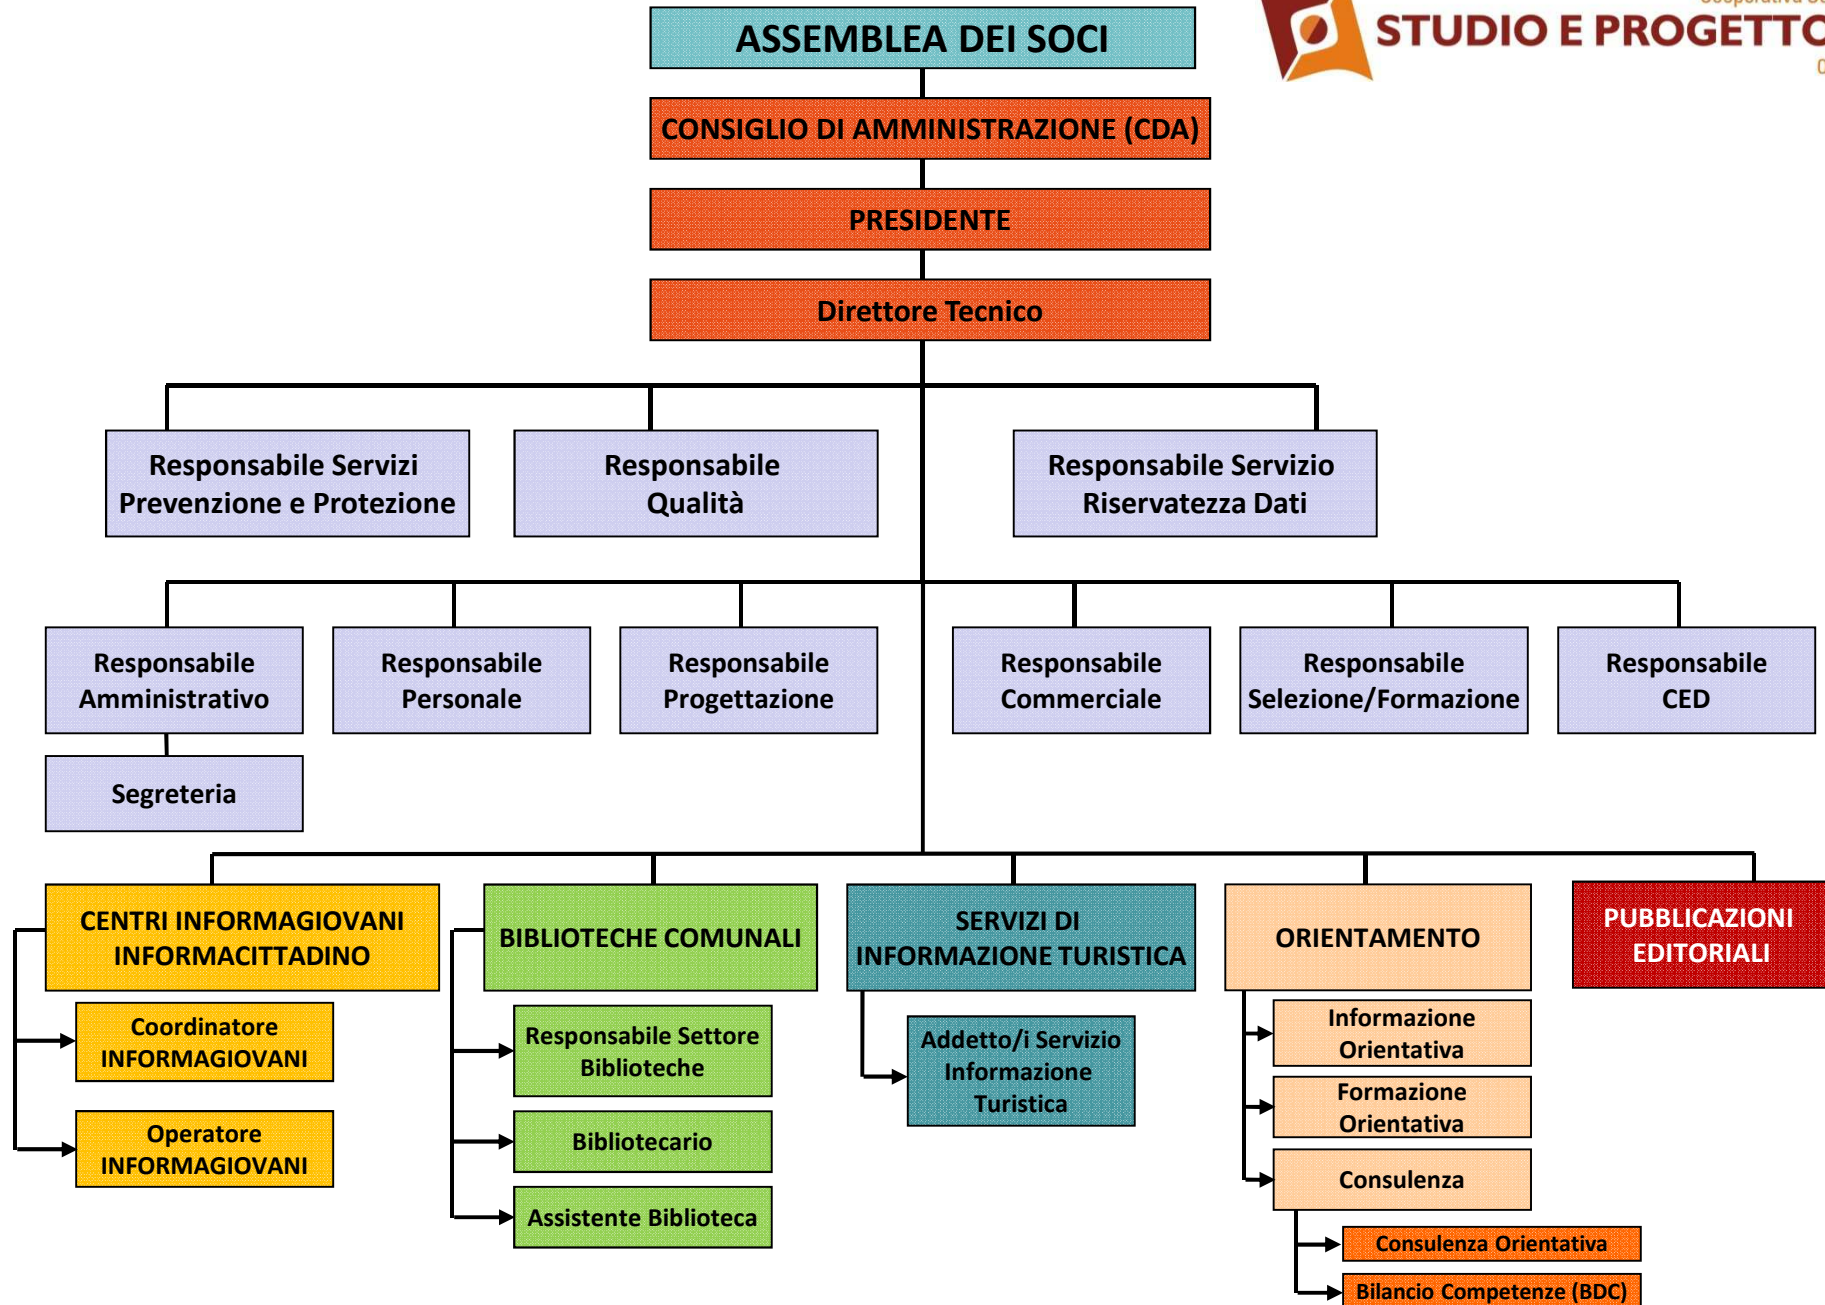 ASSEMBLEA DEI SOCI
STUDIO E PROGETTO
CONSIGLIO DI AMMINISTRAZIONE (CDA)
PRESIDENTE
Direttore Tecnico
Responsabile Servizi
Prevenzione e Protezione
Responsabile
Qualità
Responsabile Servizio
Riservatezza Dati
Responsabile
Amministrativo
Responsabile
Personale
Responsabile
Progettazione
Responsabile
Commerciale
Responsabile
Selezione/Formazione
Responsabile
CED
Segreteria
CENTRI INFORMAGIOVANI
INFORMACITTADINO
Coordinatore
INFORMAGIOVANI
Operatore
INFORMAGIOVANI
BIBLIOTECHE COMUNALI
Responsabile Settore
Biblioteche
Bibliotecario
Assistente Biblioteca
SERVIZI DI
INFORMAZIONE TURISTICA
Addetto/i Servizio
Informazione
Turistica
ORIENTAMENTO
Informazione
Orientativa
Formazione
Orientativa
Consulenza
Consulenza Orientativa
Bilancio Competenze (BDC)
PUBBLICAZIONI
EDITORIALI